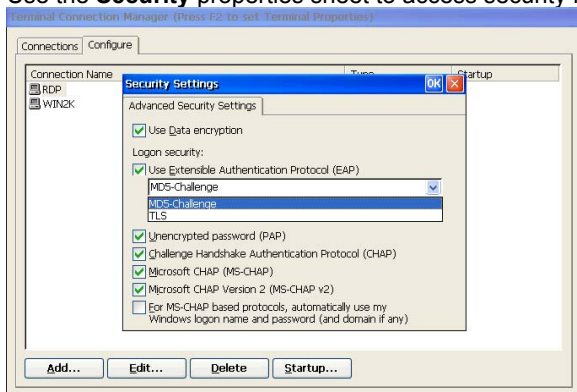 Use the Security properties sheet to access security
Terminal Connection Manager (Press F2 to set Terminal Properties)
Connections Configure
Connection Name Type Startup
RDP
WIN2K
Security Settings OK
Advanced Security Settings
Use Data encryption
Logon security:
Use Extensible Authentication Protocol (EAP)
MD5-Challenge
MD5-Challenge
TLS
Unencrypted password (PAP)
Challenge Handshake Authentication Protocol (CHAP)
Microsoft CHAP (MS-CHAP)
Microsoft CHAP Version 2 (MS-CHAP v2)
For MS-CHAP based protocols, automatically use my
Windows logon name and password (and domain if any)
Add... Edit... Delete Startup...